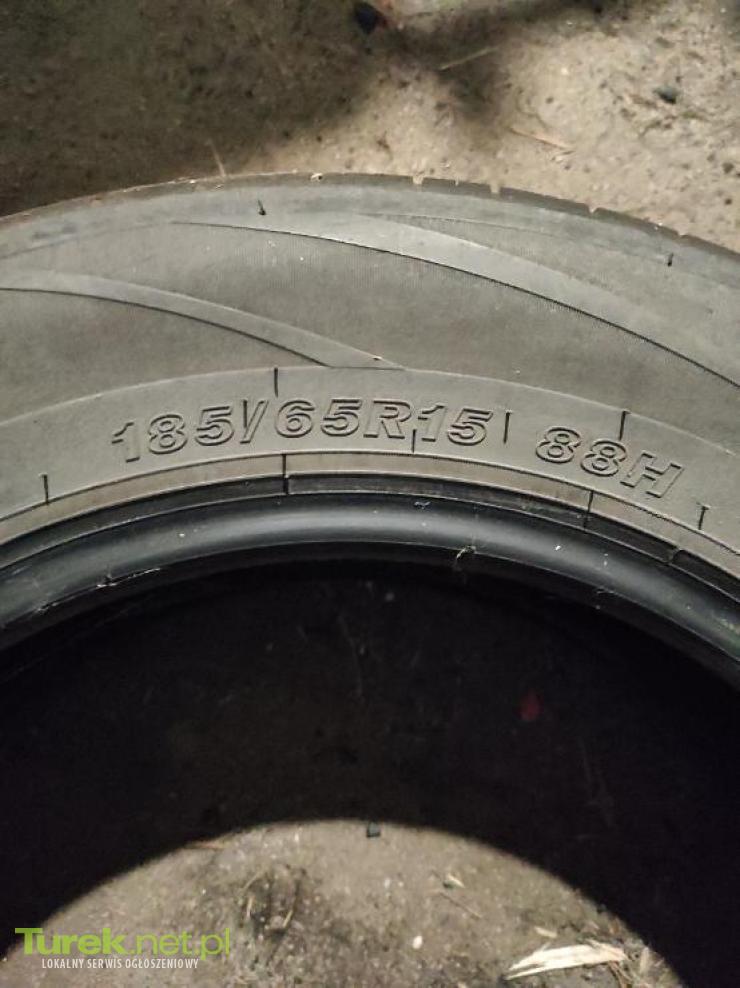 185/65R15 88H
Turek.net.pl
LOKALNY SERWIS OGŁOSZENIOWY